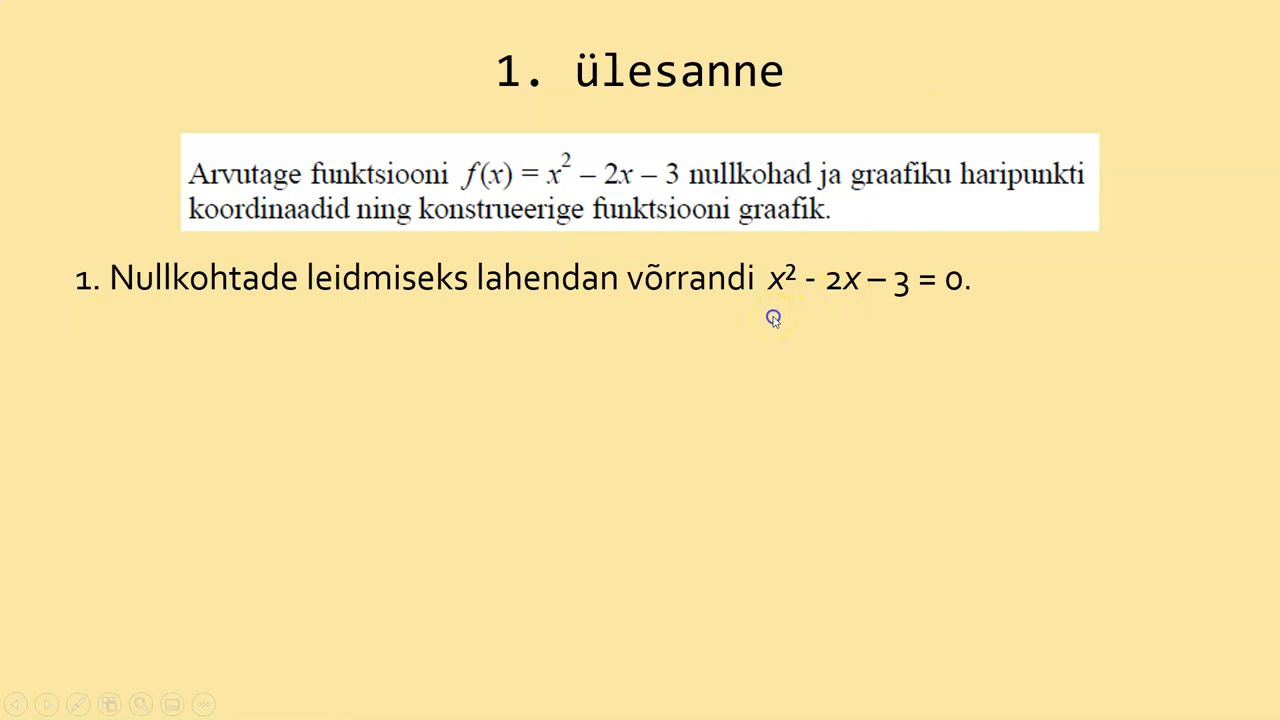 1. ülesanne
Arvutage funktsiooni f(x) = x² – 2x – 3 nullkohad ja graafiku haripunkti
koordinaadid ning konstrueerige funktsiooni graafik.
1. Nullkohtade leidmiseks lahendan võrrandi x² - 2x – 3 = 0.